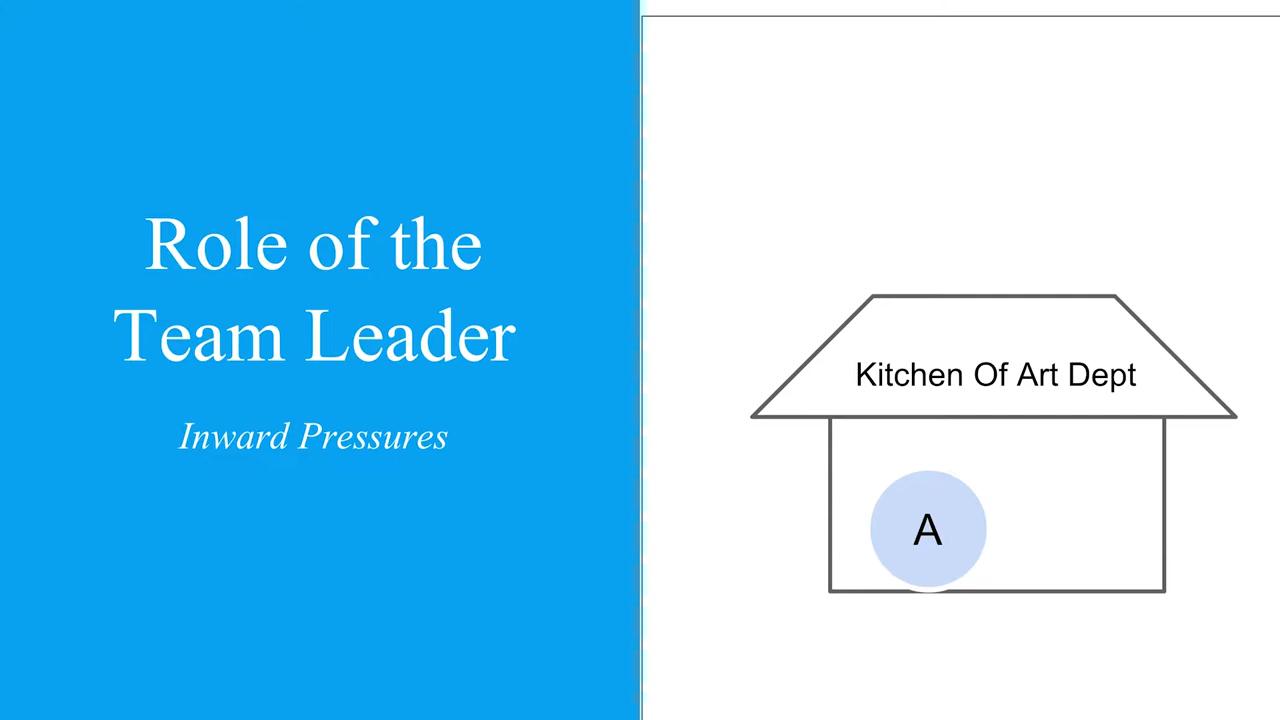 Role of the
Team Leader
Inward Pressures
Kitchen Of Art Dept
A